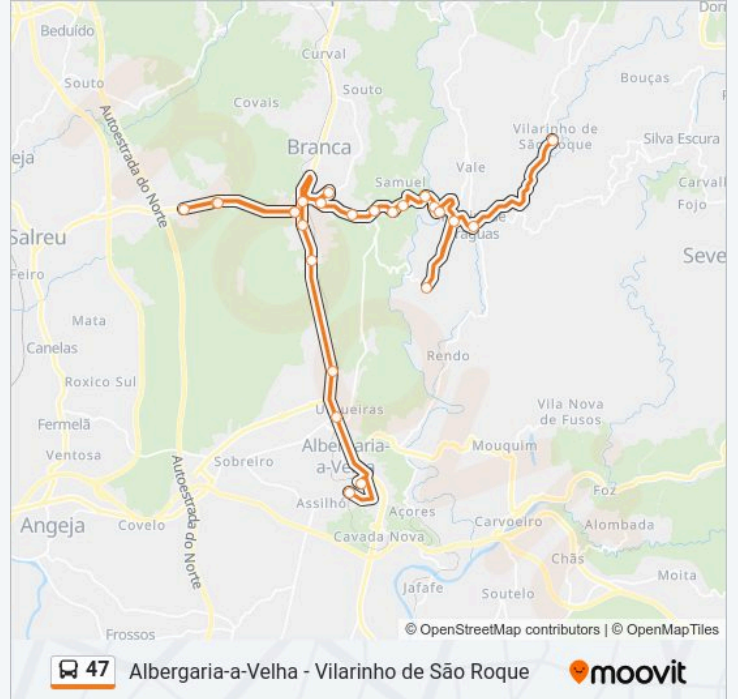 Dorn
Beduído
Curval
Bouças
Souto
Souto
Covais
Autoestrada do Norte
Vilarinho de
São Roque
Branca
Silva Escura
eja
Vale
Samuel
Carvall
Fojo
Salreu
Feiro
Seve
Mata
Canelas
Rendo
Roxico Sul
Vila Nova
de Fusos
Fermelã
Mouquim
Ventosa
Sobreiro
Autoestrada do Norte
Foz
Assilhó
Açores
Angeja
Covelo
Carvoeiro
Alombada
Cavada Nova
Chãs
Moita
Jafafe
Soutelo
Frossos
© OpenStreetMap contributors | © OpenMapTiles
47 Albergaria-a-Velha - Vilarinho de São Roque moovit